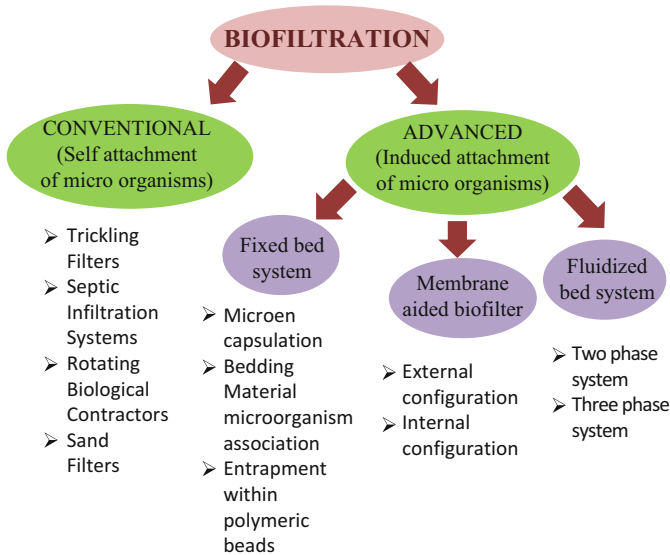 BIOFILTRATION
CONVENTIONAL
(Self attachment
of micro organisms)
➢ Trickling
Filters
➢ Septic
Infiltration
Systems
➢ Rotating
Biological
Contractors
➢ Sand
Filters
ADVANCED
(Induced attachment
of micro organisms)
Fixed bed
system
➢ Microen
capsulation
➢ Bedding
Material
microorganism
association
➢ Entrapment
within
polymeric
beads
Membrane
aided biofilter
➢ External
configuration
➢ Internal
configuration
Fluidized
bed system
➢ Two phase
system
➢ Three phase
system